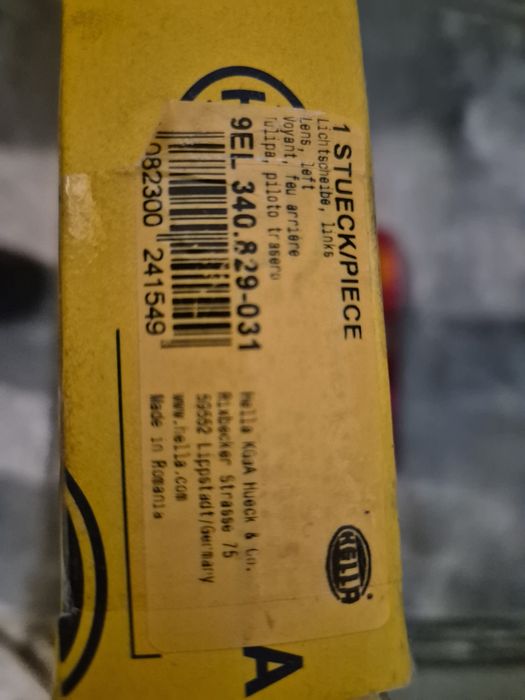 1 STUECK/PIECE
Lichtscheibe, links
Lens, left
Voyant, feu arrière
Tulipa, piloto trasero
9EL 340.829-031
082300 241549
Hella KGaA Hueck & Co.
Rixbecker Strasse 75
59552 Lippstadt/Germany
www.hella.com
Made in Romania
HELLA
A